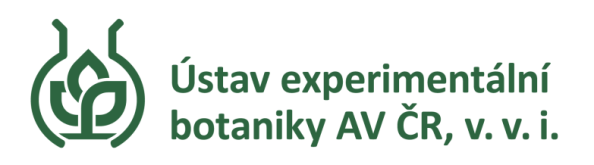 Ústav experimentální
botaniky AV ČR, v. v. i.